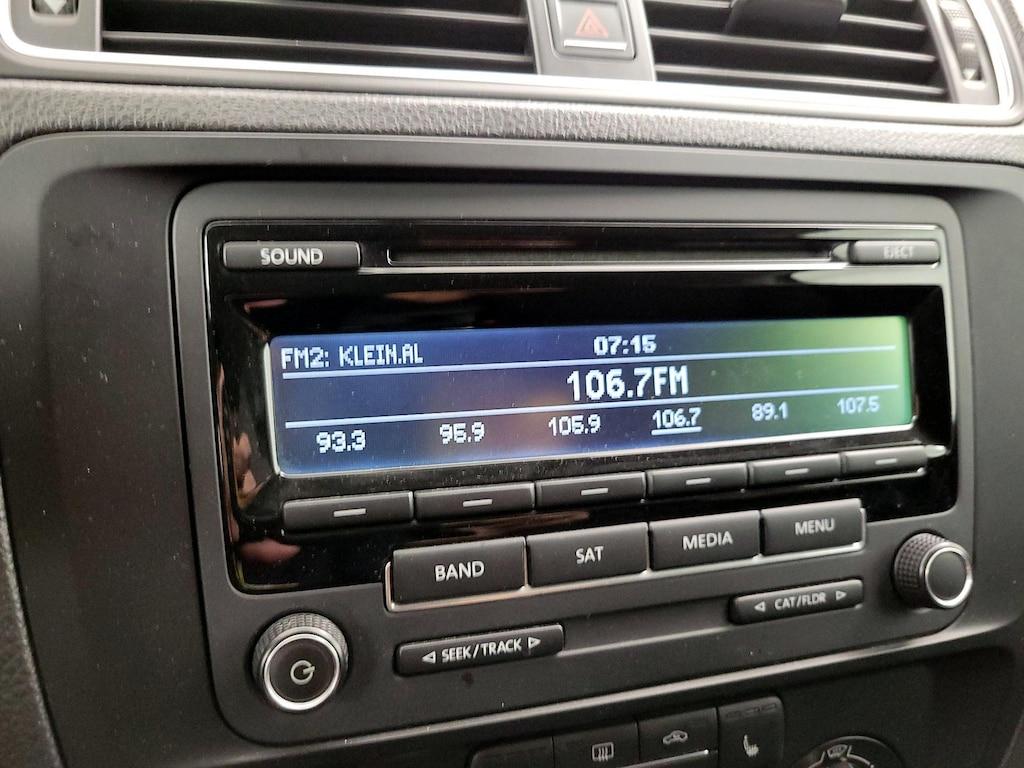 SOUND
EJECT
FM2: KLEIN.AL 07:15
106.7FM
93.3 95.9 105.9 106.7 89.1 107.5
BAND SAT MEDIA MENU
SEEK/TRACK CAT/FLDR